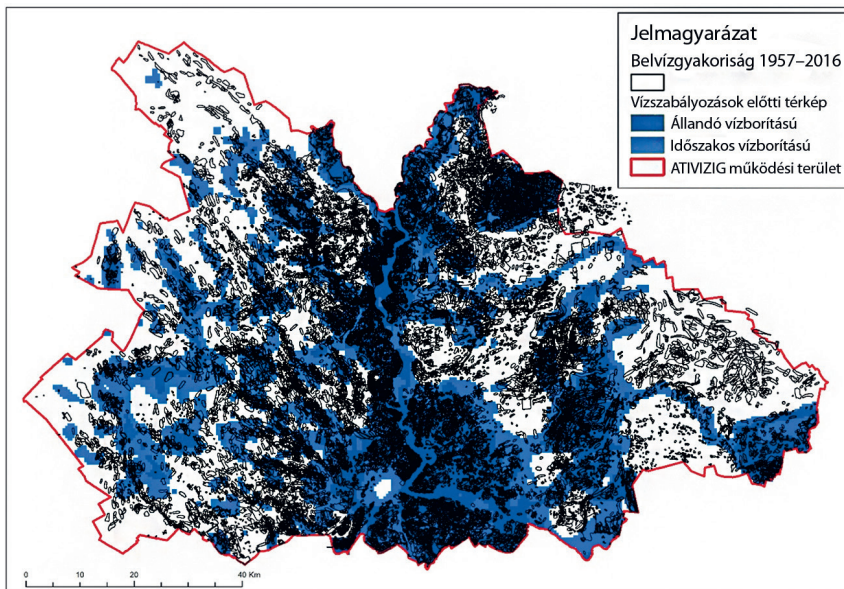 Jelmagyarázat
Belvízgyakoriság 1957–2016
Vízszabályozások előtti térkép
Állandó vízborítású
Időszakos vízborítású
ATIVIZIG működési terület
0 10 20 40 Km